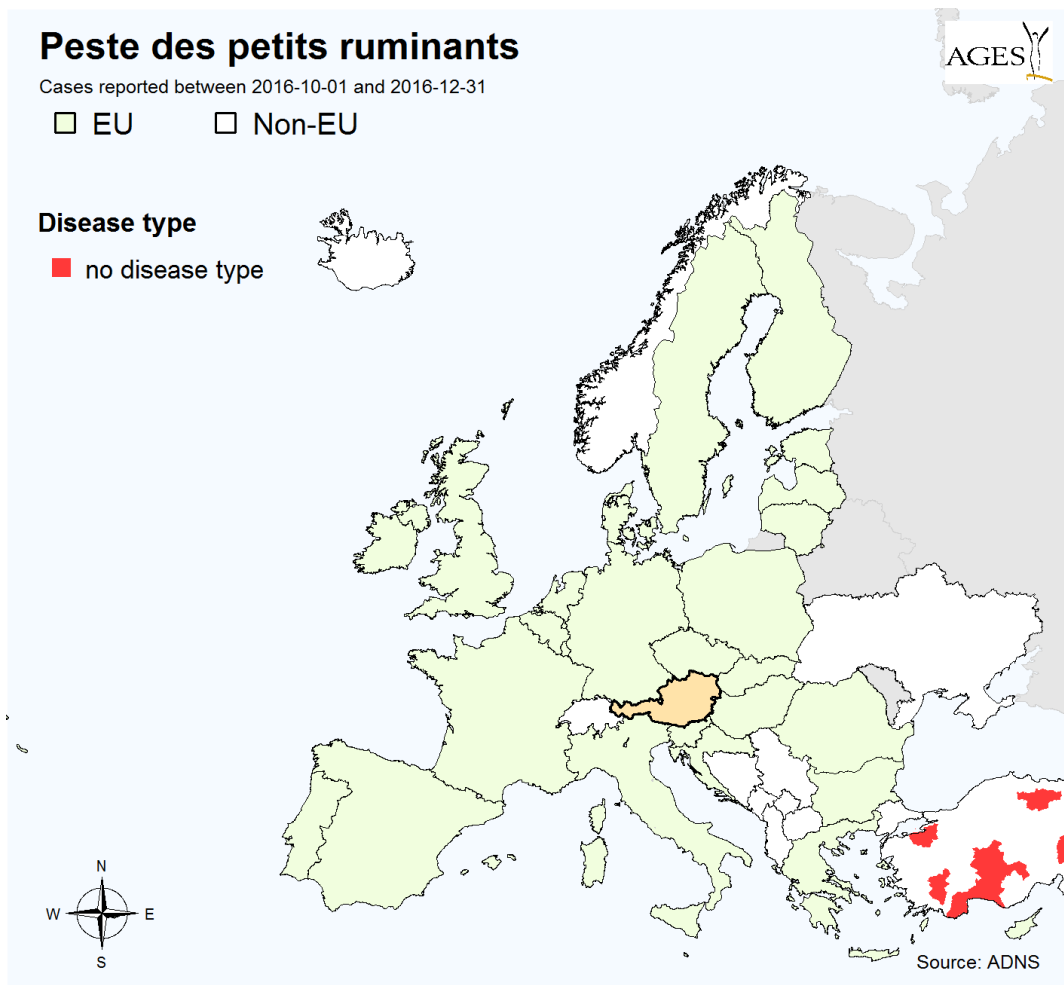 Peste des petits ruminants
Cases reported between 2016-10-01 and 2016-12-31
EU Non-EU
AGES
Disease type
no disease type
N
W E
S
Source: ADNS